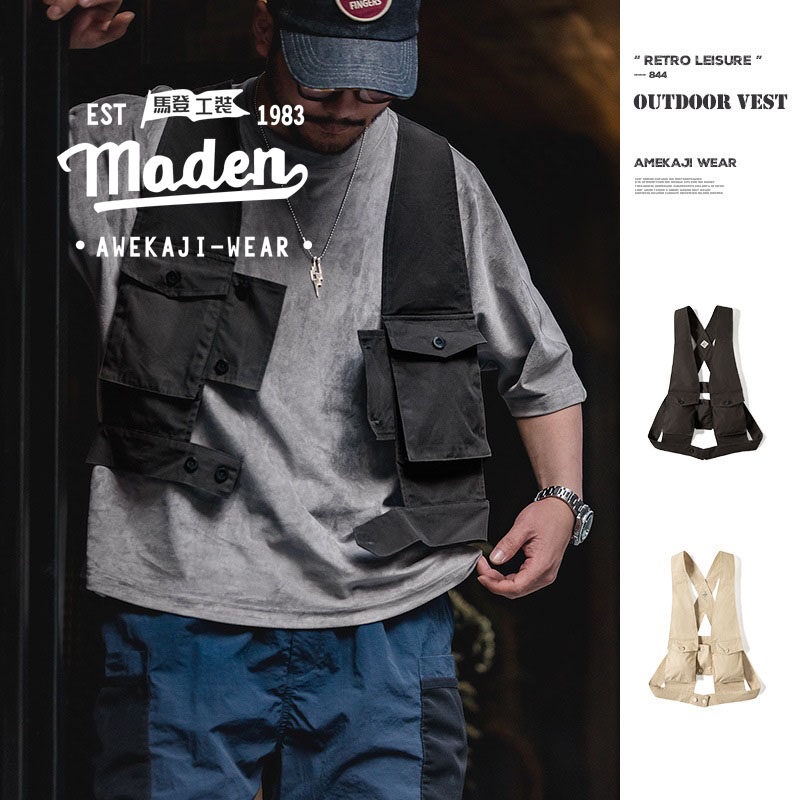 FINGERS
EST 馬登工裝 1983
Maden
• AWEKAJI-WEAR •
" RETRO LEISURE "
— 844
OUTDOOR VEST
AMEKAJI WEAR